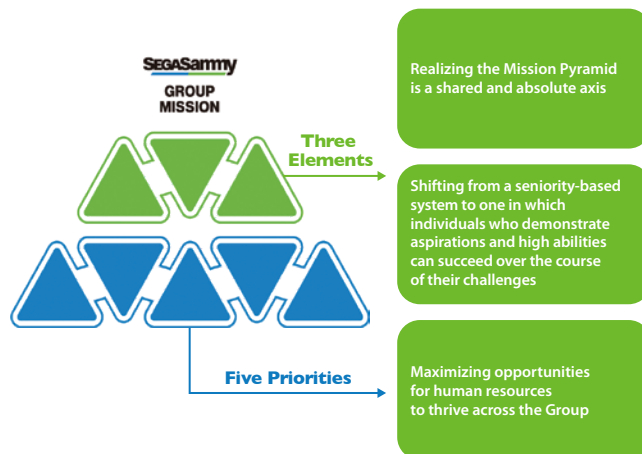 SEGASammy
GROUP
MISSION
Three
Elements
Five Priorities
Realizing the Mission Pyramid
is a shared and absolute axis
Shifting from a seniority-based
system to one in which
individuals who demonstrate
aspirations and high abilities
can succeed over the course
of their challenges
Maximizing opportunities
for human resources
to thrive across the Group